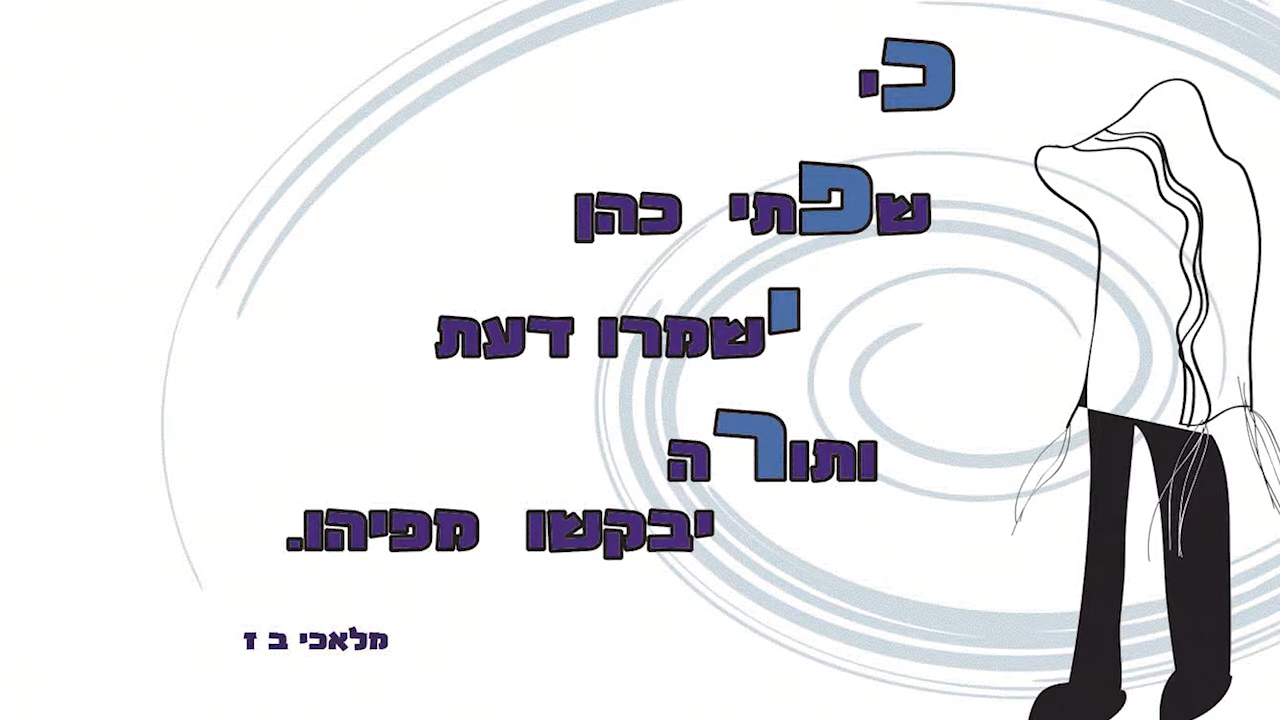 כי
שפתי כהן
ישמרו דעת
ותורה
יבקשו מפיהו.
מלאכי ב ז